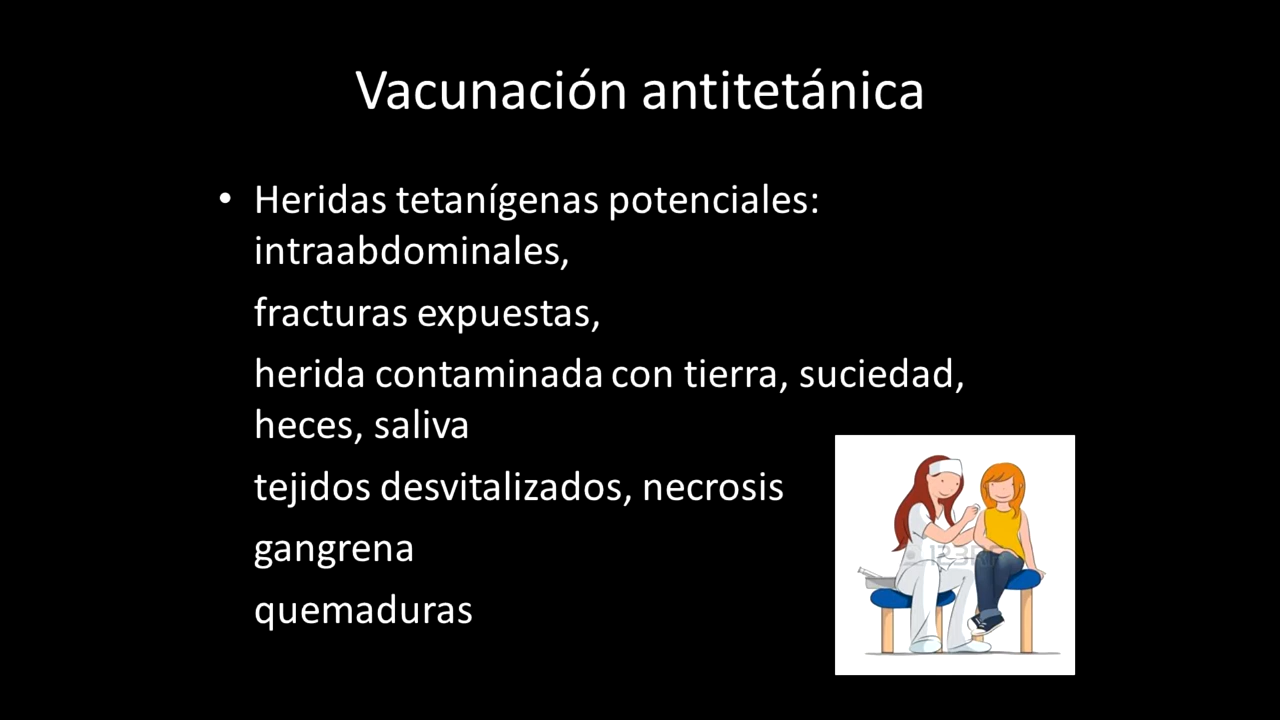 Vacunación antitetánica
• Heridas tetanígenas potenciales:
intraabdominales,
fracturas expuestas,
herida contaminada con tierra, suciedad,
heces, saliva
tejidos desvitalizados, necrosis
gangrena
quemaduras